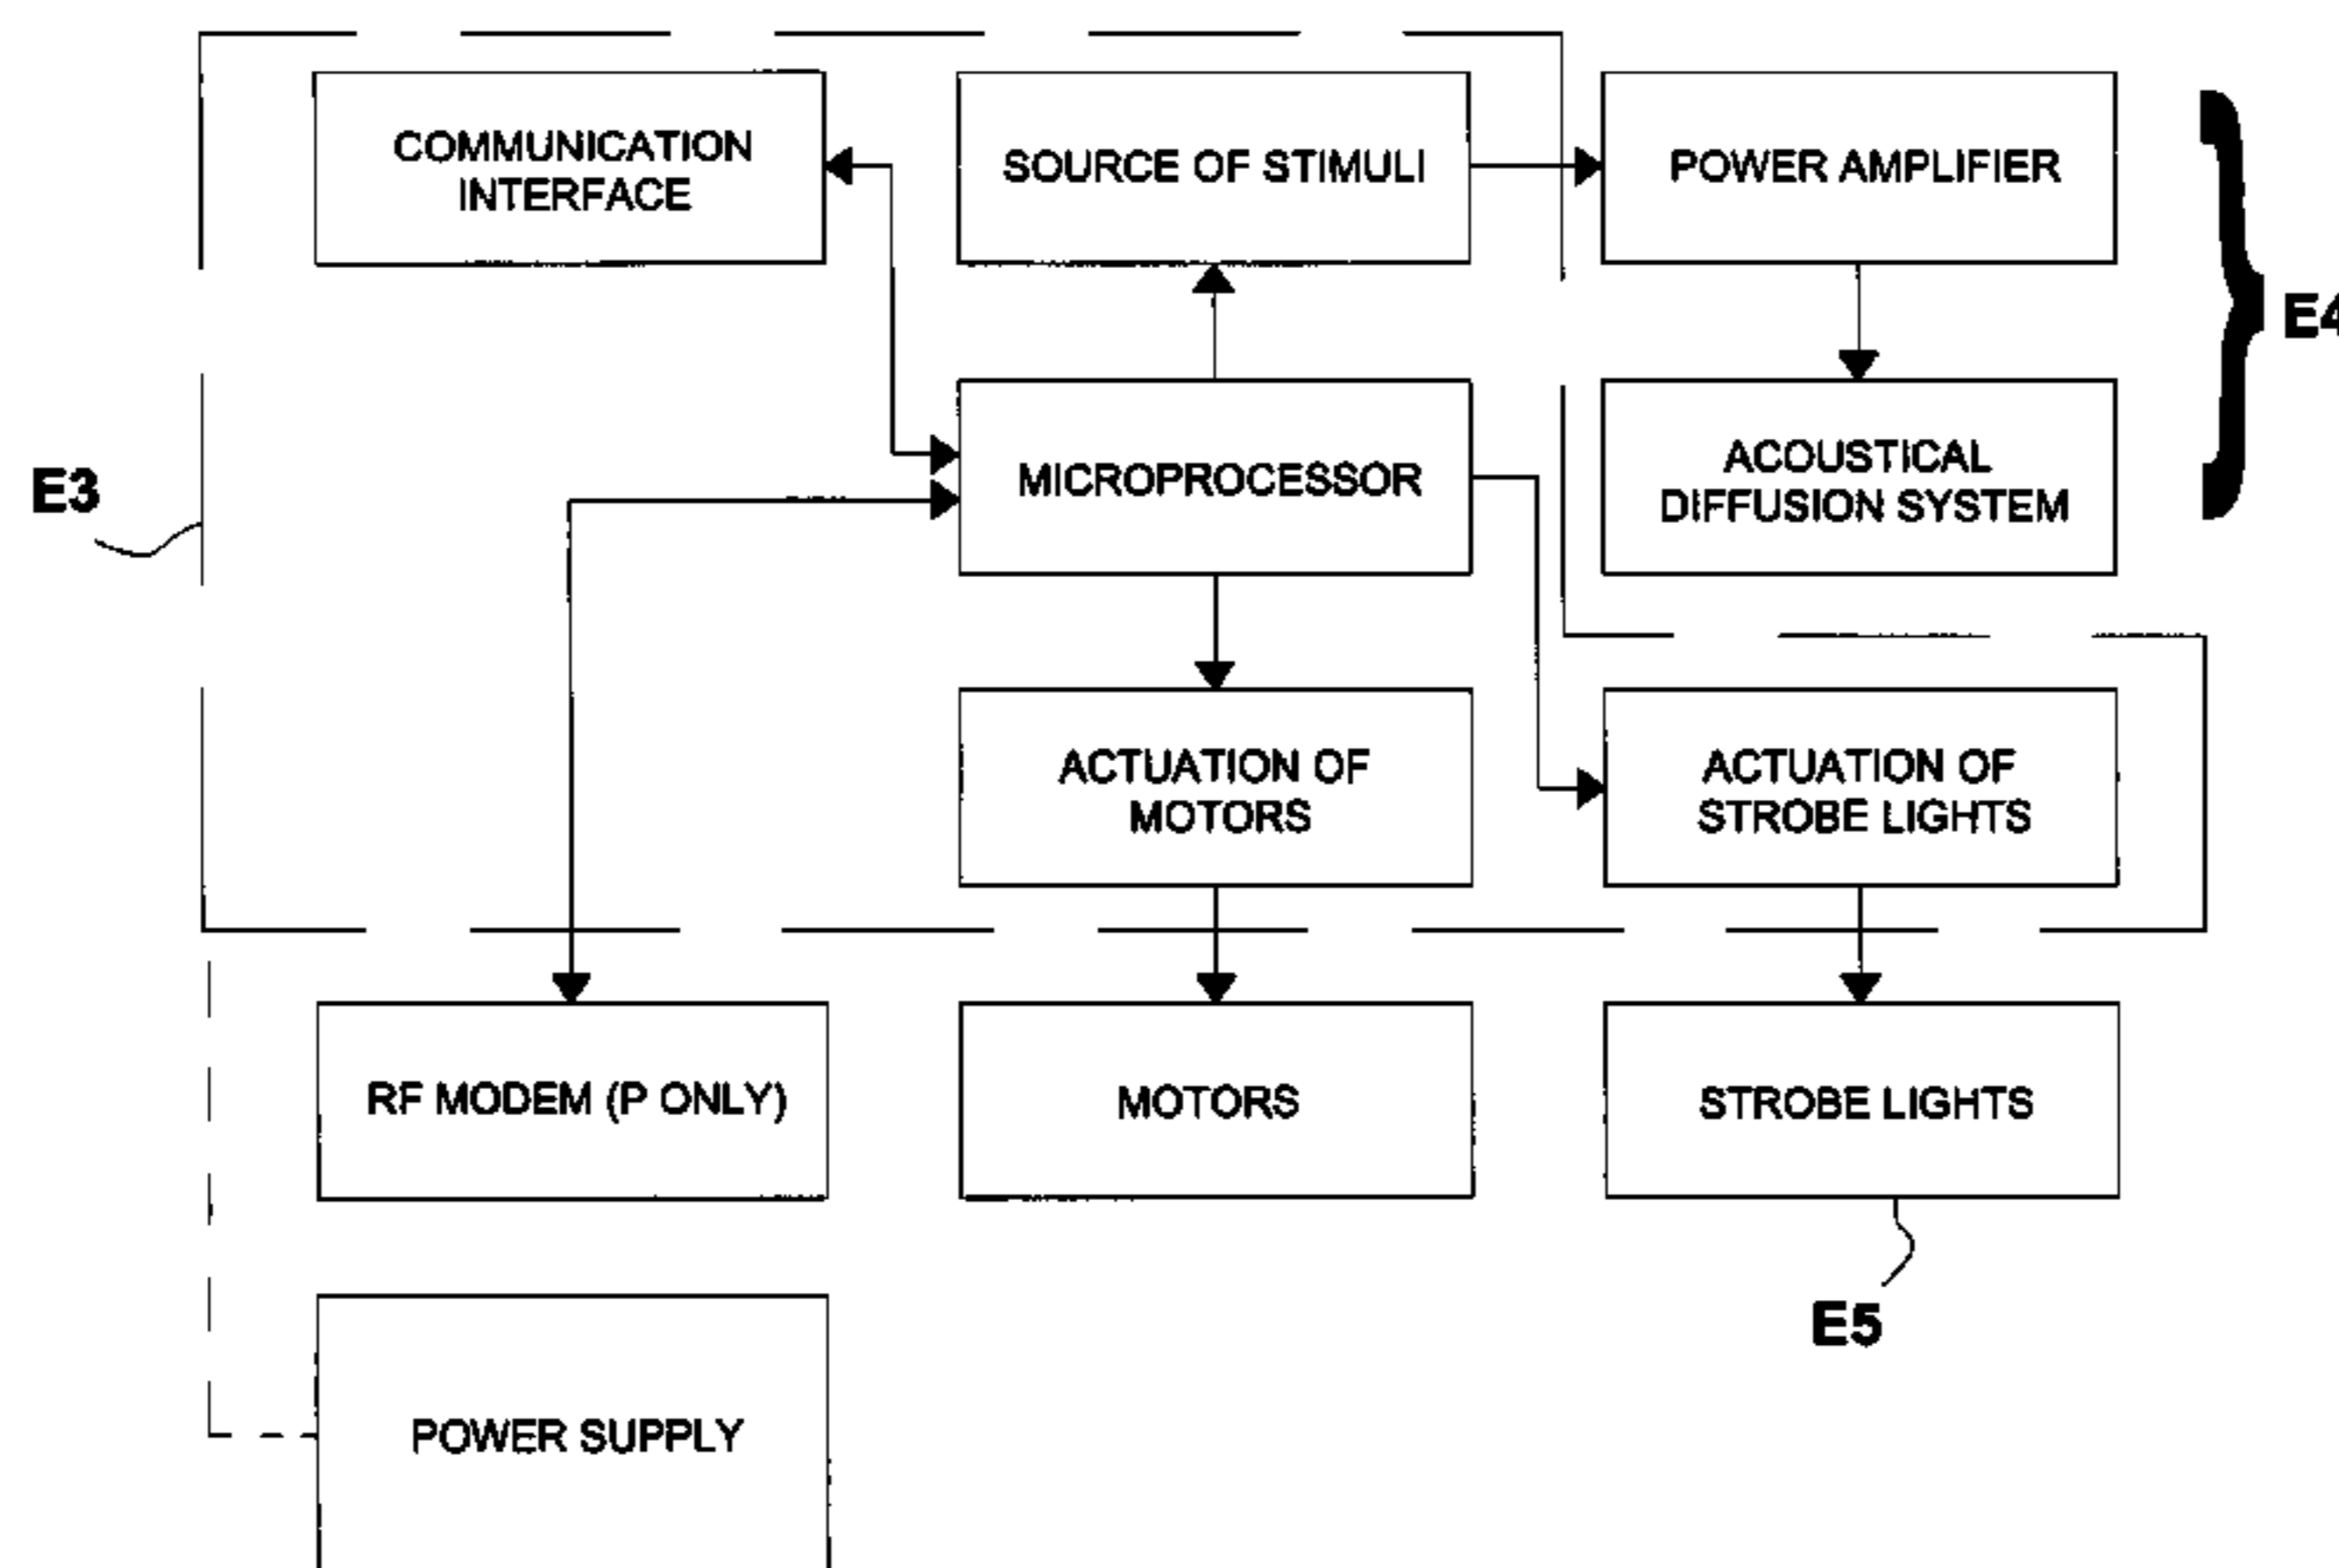 COMMUNICATION
INTERFACE
SOURCE OF STIMULI
POWER AMPLIFIER
E4
E3
MICROPROCESSOR
ACOUSTICAL
DIFFUSION SYSTEM
ACTUATION OF
MOTORS
ACTUATION OF
STROBE LIGHTS
RF MODEM (P ONLY)
MOTORS
STROBE LIGHTS
E5
POWER SUPPLY